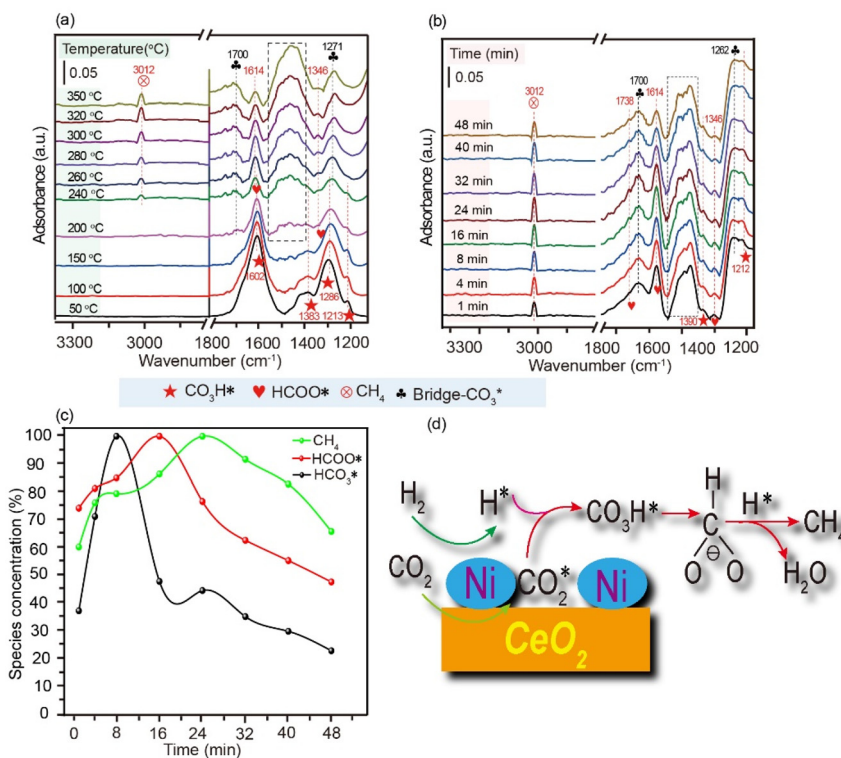 (a)
Temperature(°C)
0.05
3012
1700
1614
1346
1271
350 °C
320 °C
300 °C
280 °C
260 °C
240 °C
200 °C
150 °C
100 °C
50 °C
1602
1383
1286
1213
Absorbance (a.u.)
3300 3000 1600 1400 1200
Wavenumber (cm⁻¹)
(b)
Time (min)
0.05
3012
1738
1700
1614
1346
1262
48 min
40 min
32 min
24 min
16 min
8 min
4 min
1 min
1390
1212
Adsorbance (a.u.)
3300 3000 1800 1600 1400 1200
Wavenumber (cm⁻¹)
★ CO₃H* ♥ HCOO* ⊗ CH₄ ♣ Bridge-CO₃*
(c)
CH₄
HCOO*
HCO₃*
100
90
80
70
60
50
40
30
20
10
0
Species concentration (%)
0 8 16 24 32 40 48
Time (min)
(d)
H₂
H*
CO₃H*
H
C
⊖
O O
H*
CH₄
H₂O
CO₂
Ni
CO₂*
Ni
CeO₂